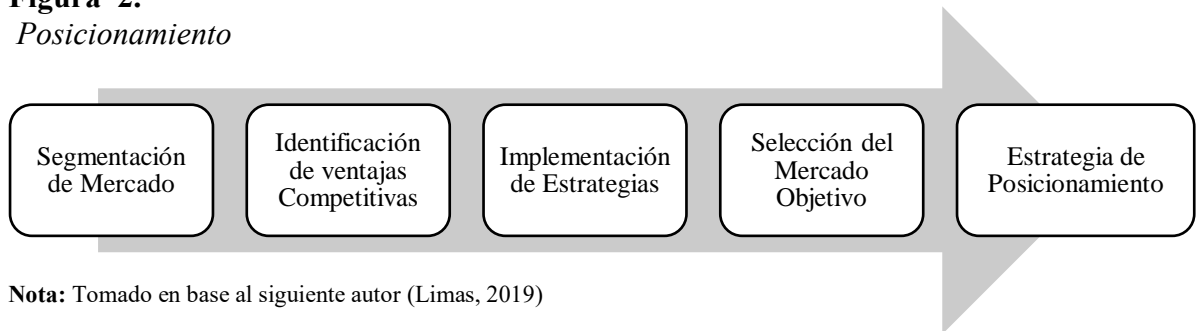 Figura 2.
Posicionamiento
Segmentación
de Mercado
Identificación
de ventajas
Competitivas
Implementación
de Estrategias
Selección del
Mercado
Objetivo
Estrategia de
Posicionamiento
Nota: Tomado en base al siguiente autor (Limas, 2019)